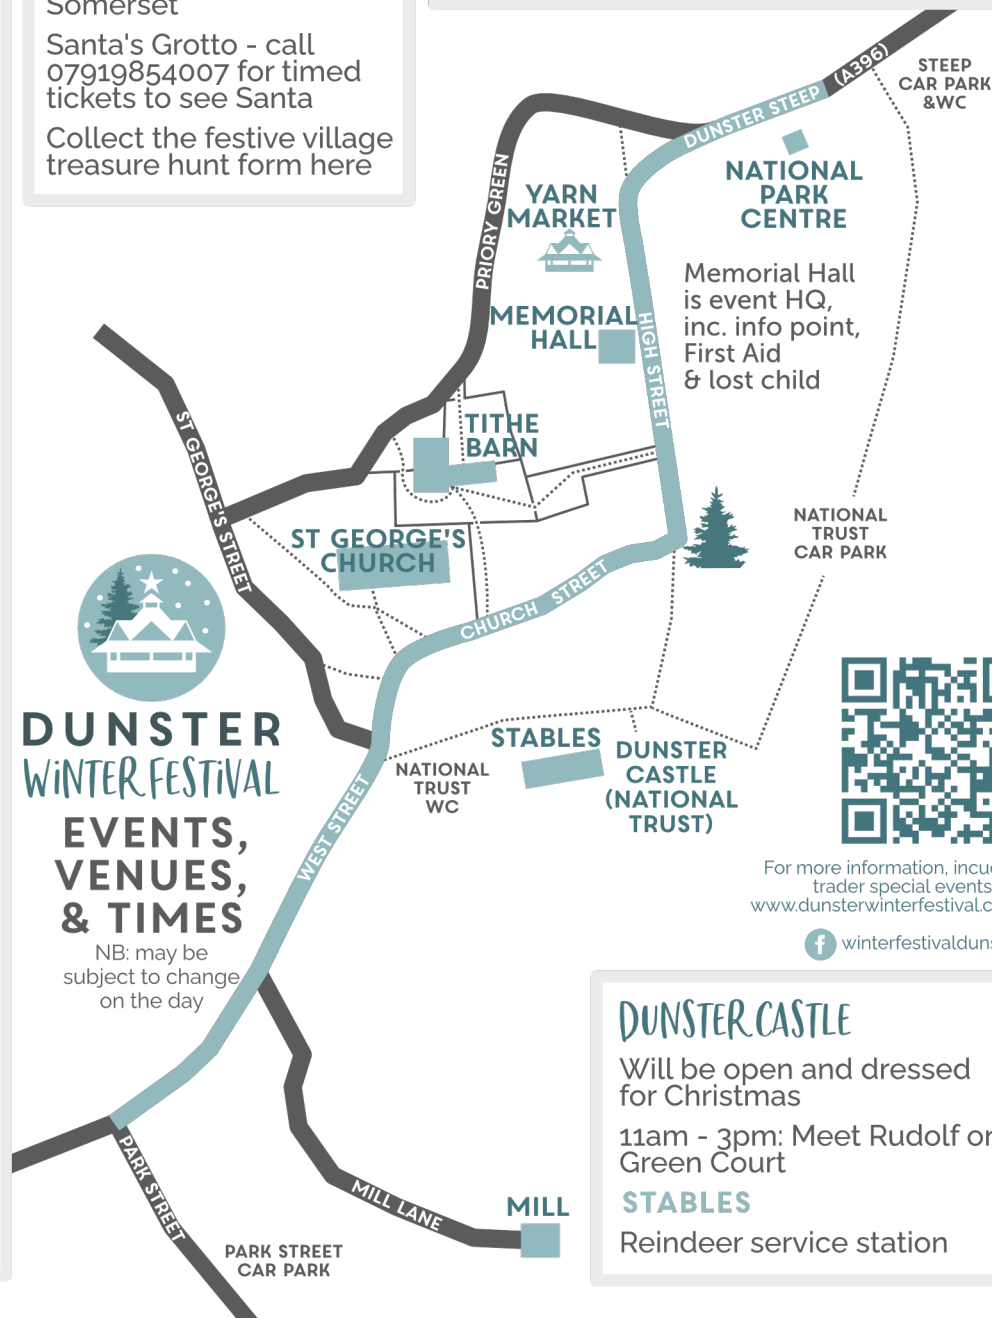 Somerset
Santa's Grotto - call
07919854007 for timed
tickets to see Santa
Collect the festive village
treasure hunt form here
(A396)
STEEP
CAR PARK
&WC
DUNSTER STEEP
NATIONAL
PARK
CENTRE
PRIORY GREEN
YARN
MARKET
Memorial Hall
is event HQ,
inc. info point,
First Aid
& lost child
MEMORIAL
HALL
HIGH STREET
TITHE
BARN
ST GEORGE'S STREET
ST GEORGE'S
CHURCH
NATIONAL
TRUST
CAR PARK
CHURCH STREET
DUNSTER
WINTER FESTIVAL
EVENTS,
VENUES,
& TIMES
NB: may be
subject to change
on the day
STABLES
DUNSTER
CASTLE
(NATIONAL
TRUST)
NATIONAL
TRUST
WC
WEST STREET
For more information, incu
trader special events
www.dunsterwinterfestival.c
f winterfestivalduns
DUNSTER CASTLE
Will be open and dressed
for Christmas
11am - 3pm: Meet Rudolf on
Green Court
STABLES
Reindeer service station
PARK STREET
MILL LANE
MILL
PARK STREET
CAR PARK